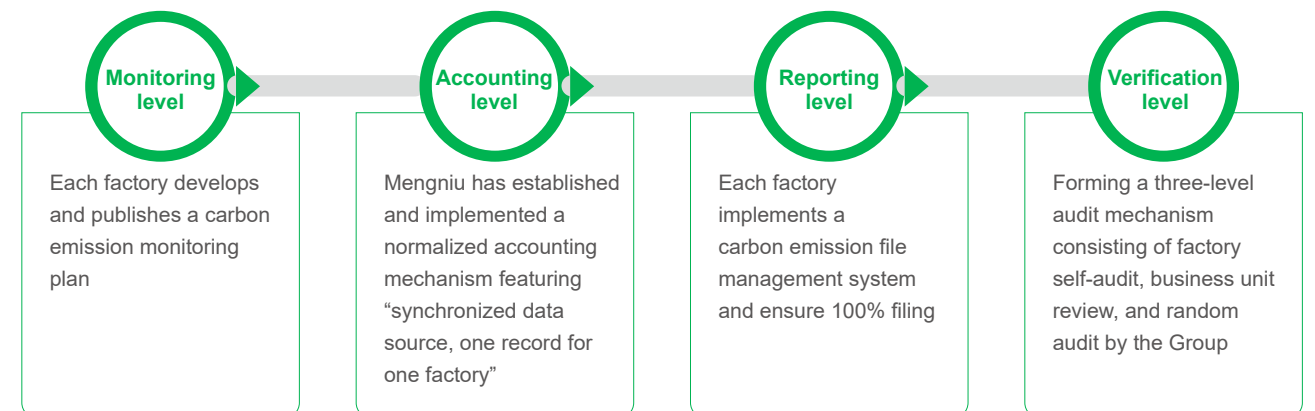 Monitoring
level
Each factory develops
and publishes a carbon
emission monitoring
plan
Accounting
level
Mengniu has established
and implemented a
normalized accounting
mechanism featuring
“synchronized data
source, one record for
one factory”
Reporting
level
Each factory
implements a
carbon emission file
management system
and ensure 100% filing
Verification
level
Forming a three-level
audit mechanism
consisting of factory
self-audit, business unit
review, and random
audit by the Group